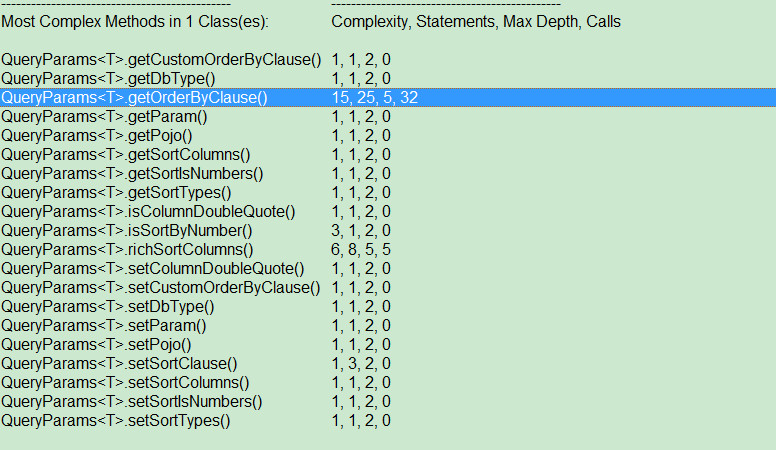 --------------------------------------------- ---------------------------------------------
Most Complex Methods in 1 Class(es): Complexity, Statements, Max Depth, Calls
QueryParams<T>.getCustomOrderByClause() 1, 1, 2, 0
QueryParams<T>.getDbType() 1, 1, 2, 0
QueryParams<T>.getOrderByClause() 15, 25, 5, 32
QueryParams<T>.getParam() 1, 1, 2, 0
QueryParams<T>.getPojo() 1, 1, 2, 0
QueryParams<T>.getSortColumns() 1, 1, 2, 0
QueryParams<T>.getSortIsNumbers() 1, 1, 2, 0
QueryParams<T>.getSortTypes() 1, 1, 2, 0
QueryParams<T>.isColumnDoubleQuote() 1, 1, 2, 0
QueryParams<T>.isSortByNumber() 3, 1, 2, 0
QueryParams<T>.richSortColumns() 6, 8, 5, 5
QueryParams<T>.setColumnDoubleQuote() 1, 1, 2, 0
QueryParams<T>.setCustomOrderByClause() 1, 1, 2, 0
QueryParams<T>.setDbType() 1, 1, 2, 0
QueryParams<T>.setParam() 1, 1, 2, 0
QueryParams<T>.setPojo() 1, 1, 2, 0
QueryParams<T>.setSortClause() 1, 3, 2, 0
QueryParams<T>.setSortColumns() 1, 1, 2, 0
QueryParams<T>.setSortIsNumbers() 1, 1, 2, 0
QueryParams<T>.setSortTypes() 1, 1, 2, 0